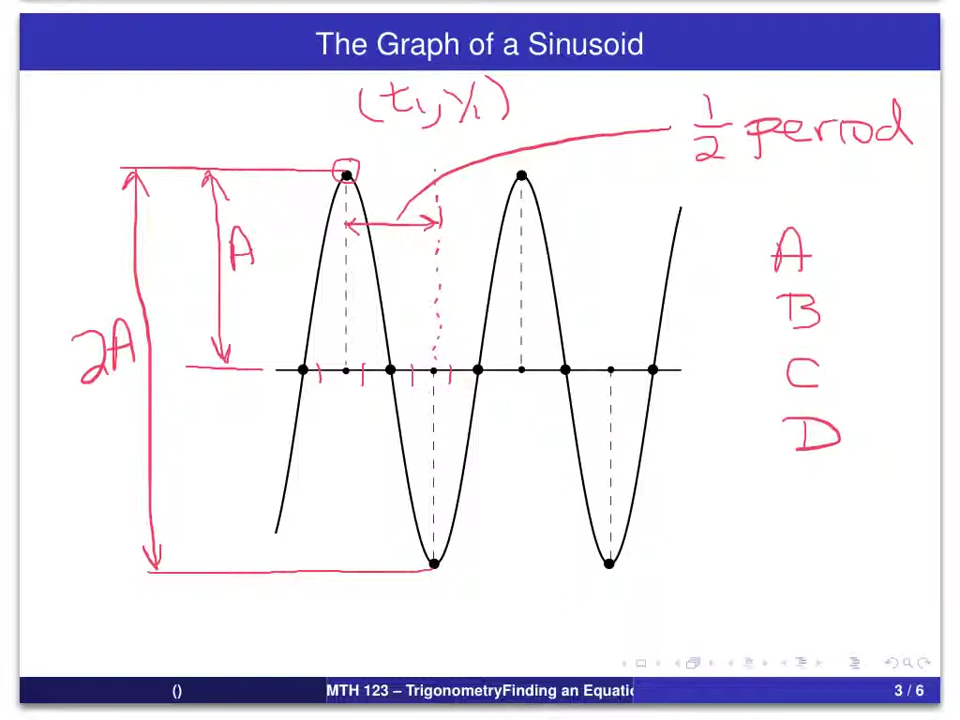 The Graph of a Sinusoid
(t₁, y₁)
1/2 period
A
2A
A
B
C
D
()
MTH 123 – TrigonometryFinding an Equatio
3 / 6